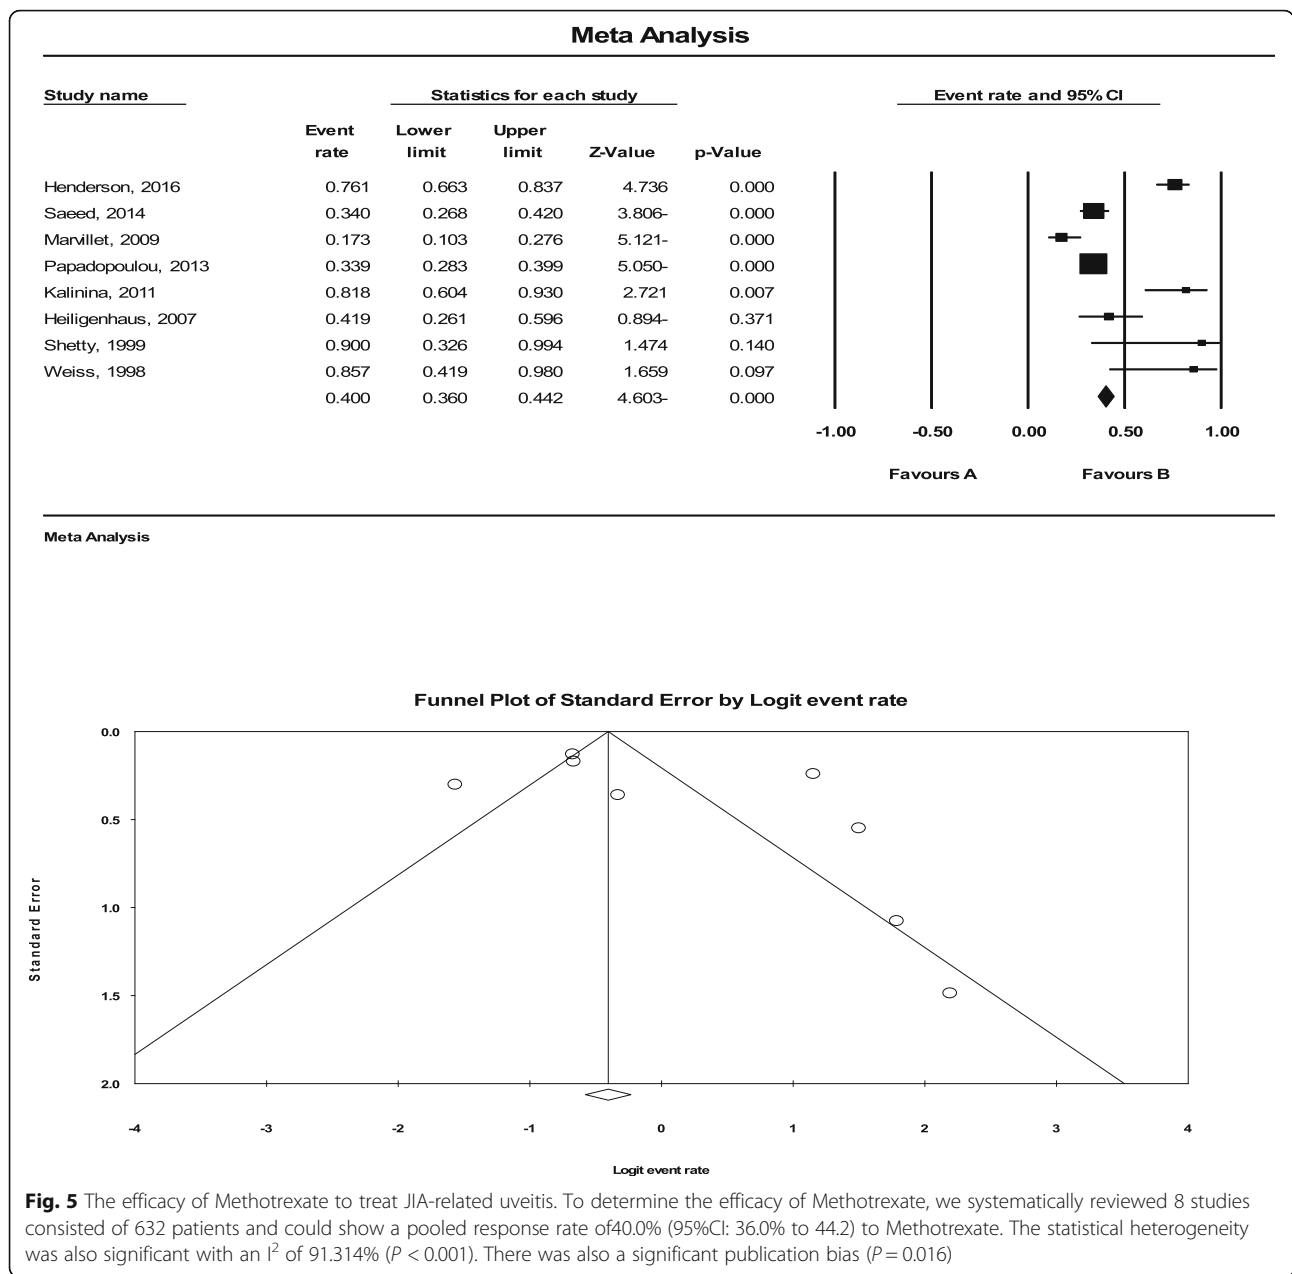 Meta Analysis
Study name Statistics for each study Event rate and 95% CI
Event Lower Upper
rate limit limit Z-Value p-Value
Henderson, 2016 0.761 0.663 0.837 4.736 0.000
Saeed, 2014 0.340 0.268 0.420 3.806- 0.000
Marvillet, 2009 0.173 0.103 0.276 5.121- 0.000
Papadopoulou, 2013 0.339 0.283 0.399 5.050- 0.000
Kalinina, 2011 0.818 0.604 0.930 2.721 0.007
Heiligenhaus, 2007 0.419 0.261 0.596 0.894- 0.371
Shetty, 1999 0.900 0.326 0.994 1.474 0.140
Weiss, 1998 0.857 0.419 0.980 1.659 0.097
0.400 0.360 0.442 4.603- 0.000
-1.00 -0.50 0.00 0.50 1.00
Favours A Favours B
Meta Analysis
Funnel Plot of Standard Error by Logit event rate
0.0
0.5
1.0
1.5
2.0
Standard Error
-4 -3 -2 -1 0 1 2 3 4
Logit event rate
Fig. 5 The efficacy of Methotrexate to treat JIA-related uveitis. To determine the efficacy of Methotrexate, we systematically reviewed 8 studies
consisted of 632 patients and could show a pooled response rate of40.0% (95%CI: 36.0% to 44.2) to Methotrexate. The statistical heterogeneity
was also significant with an I² of 91.314% (P < 0.001). There was also a significant publication bias (P = 0.016)